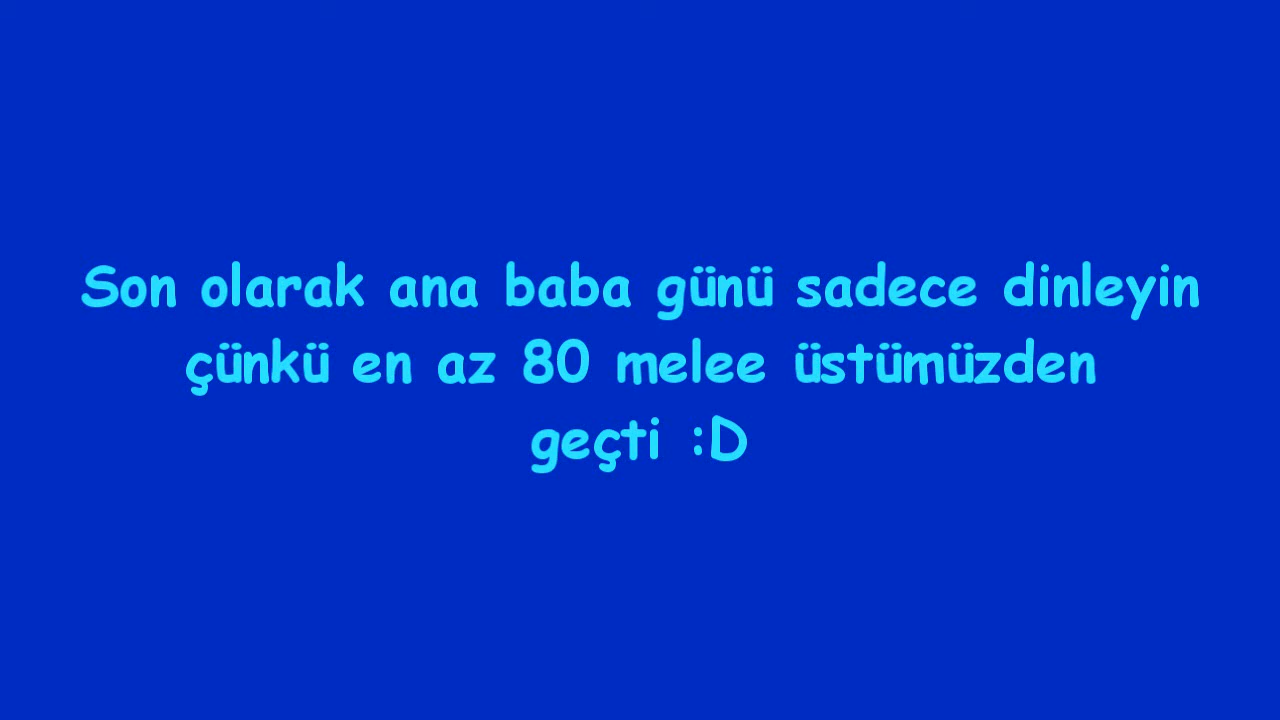 Son olarak ana baba günü sadece dinleyin
çünkü en az 80 melee üstümüzden
geçti :D